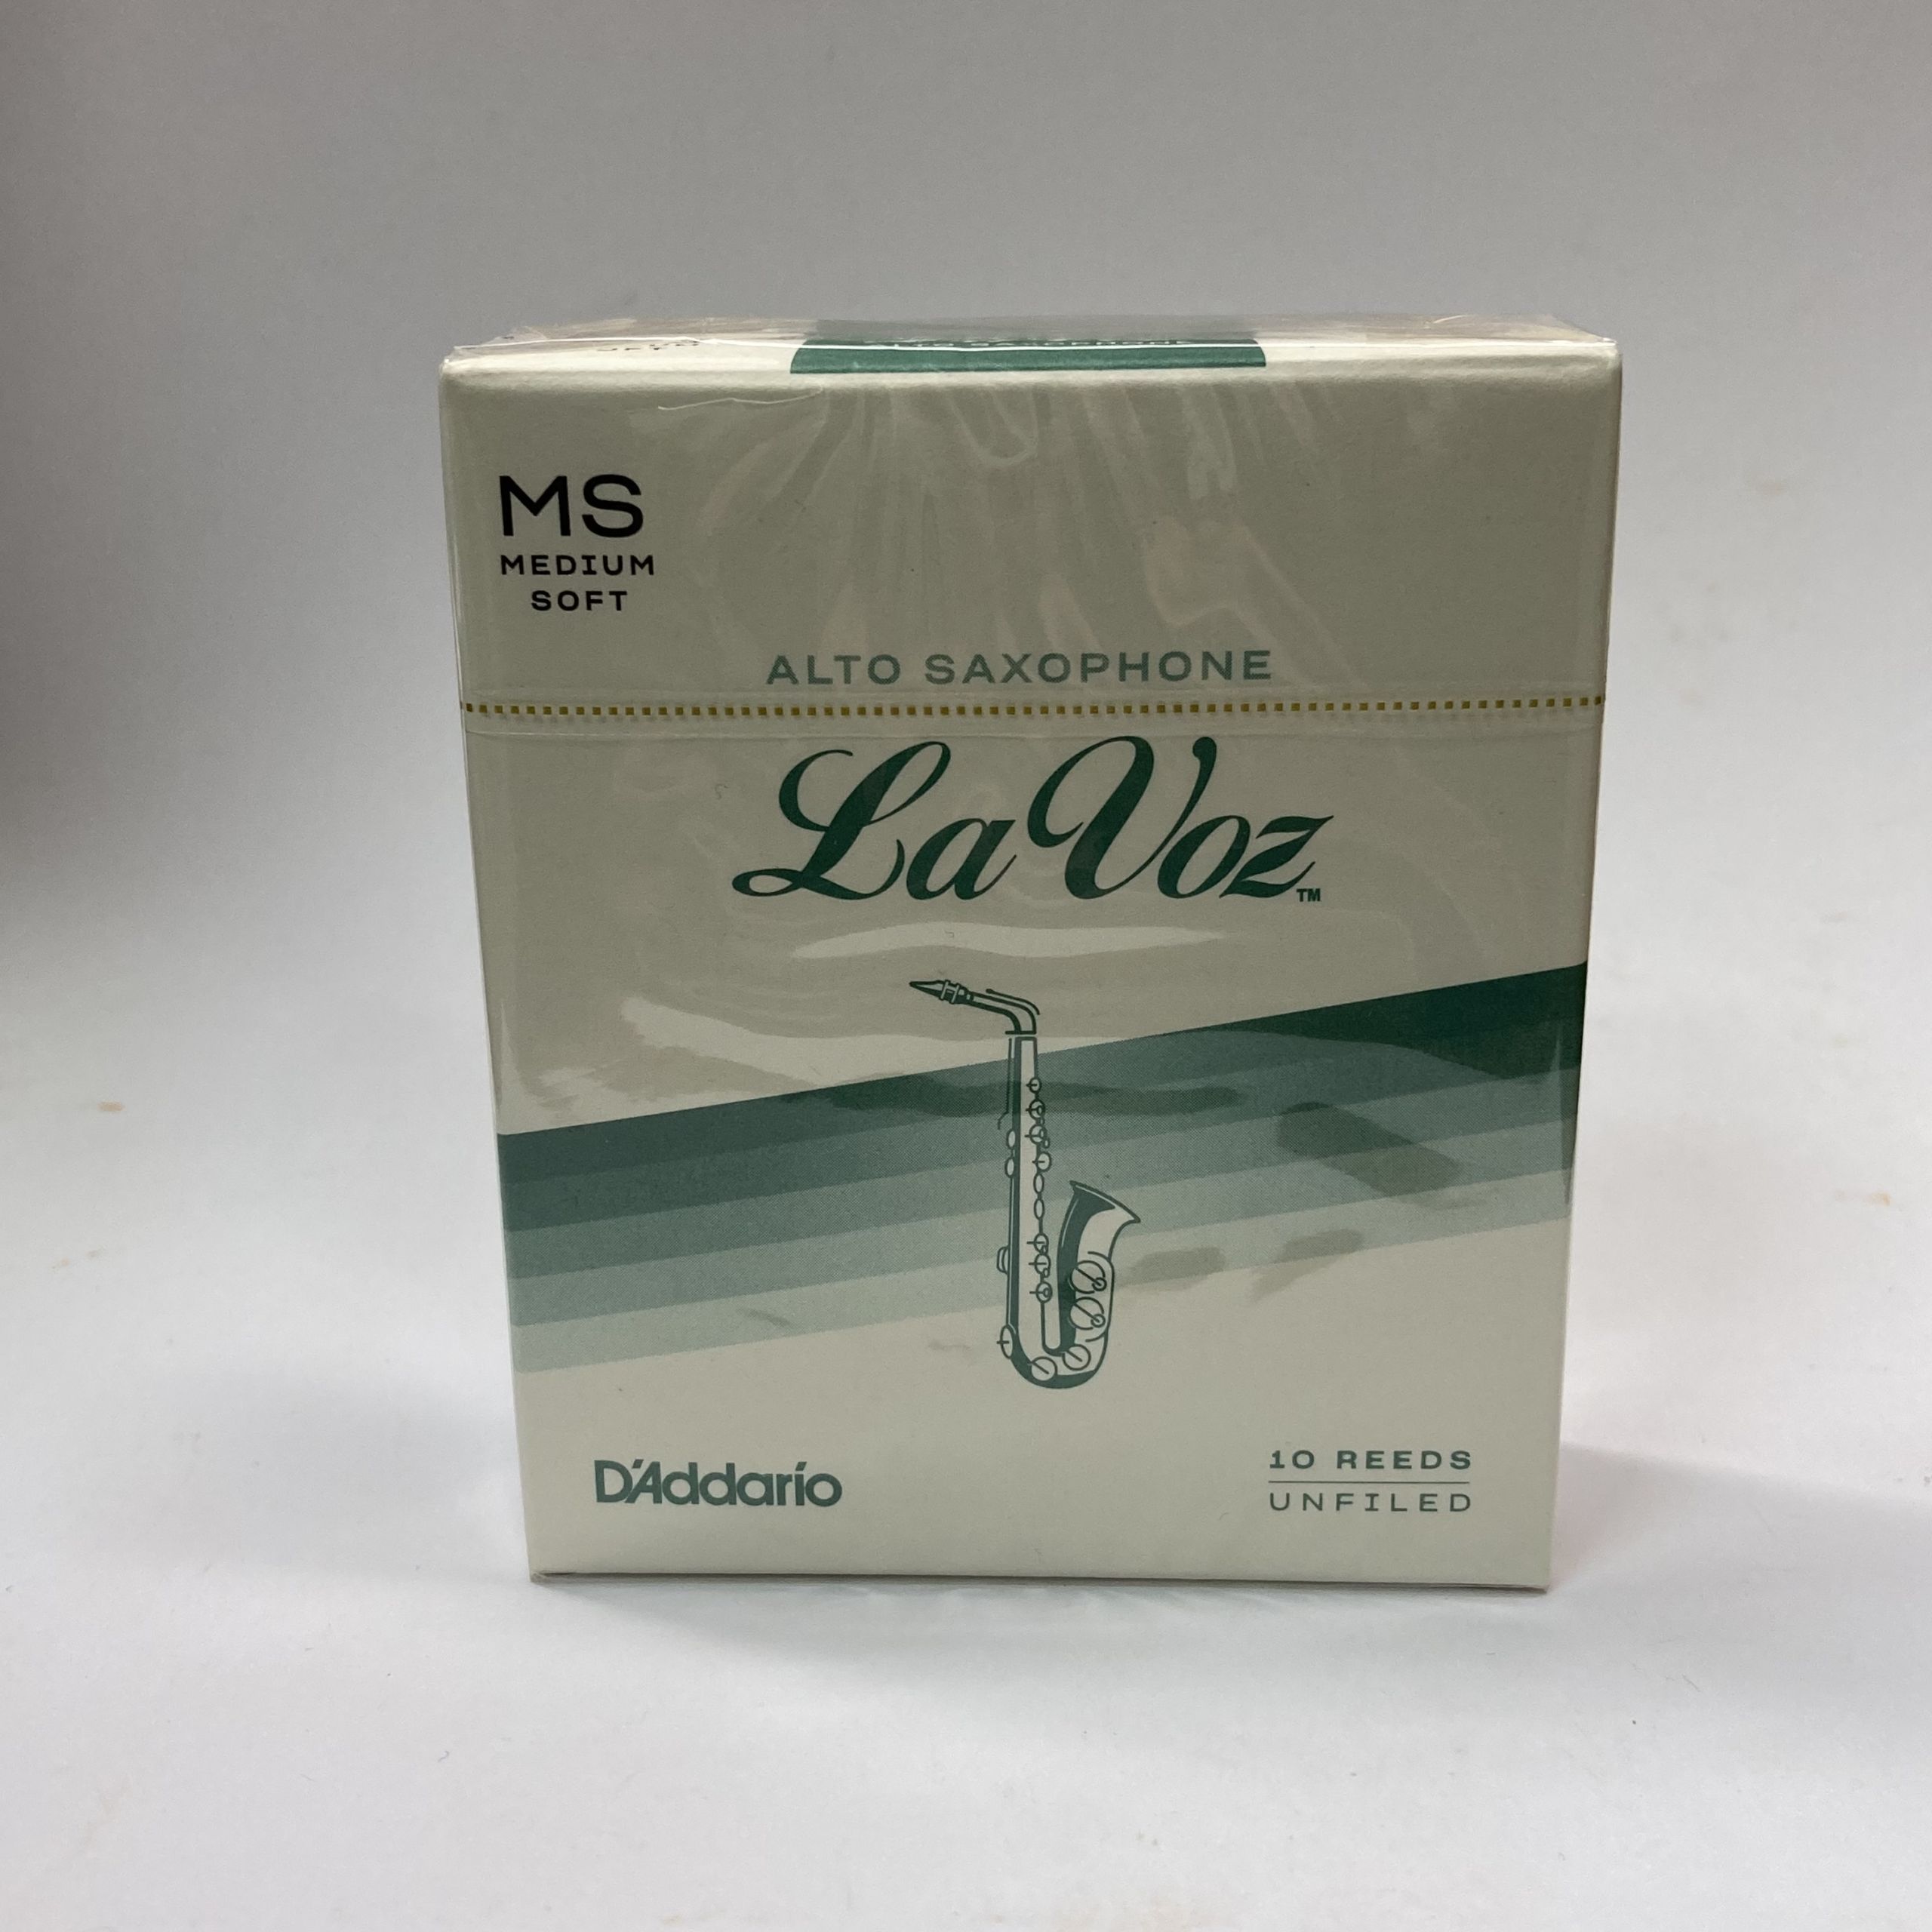 MS
MEDIUM
SOFT
ALTO SAXOPHONE
La Voz™
D'Addario
10 REEDS
UNFILED